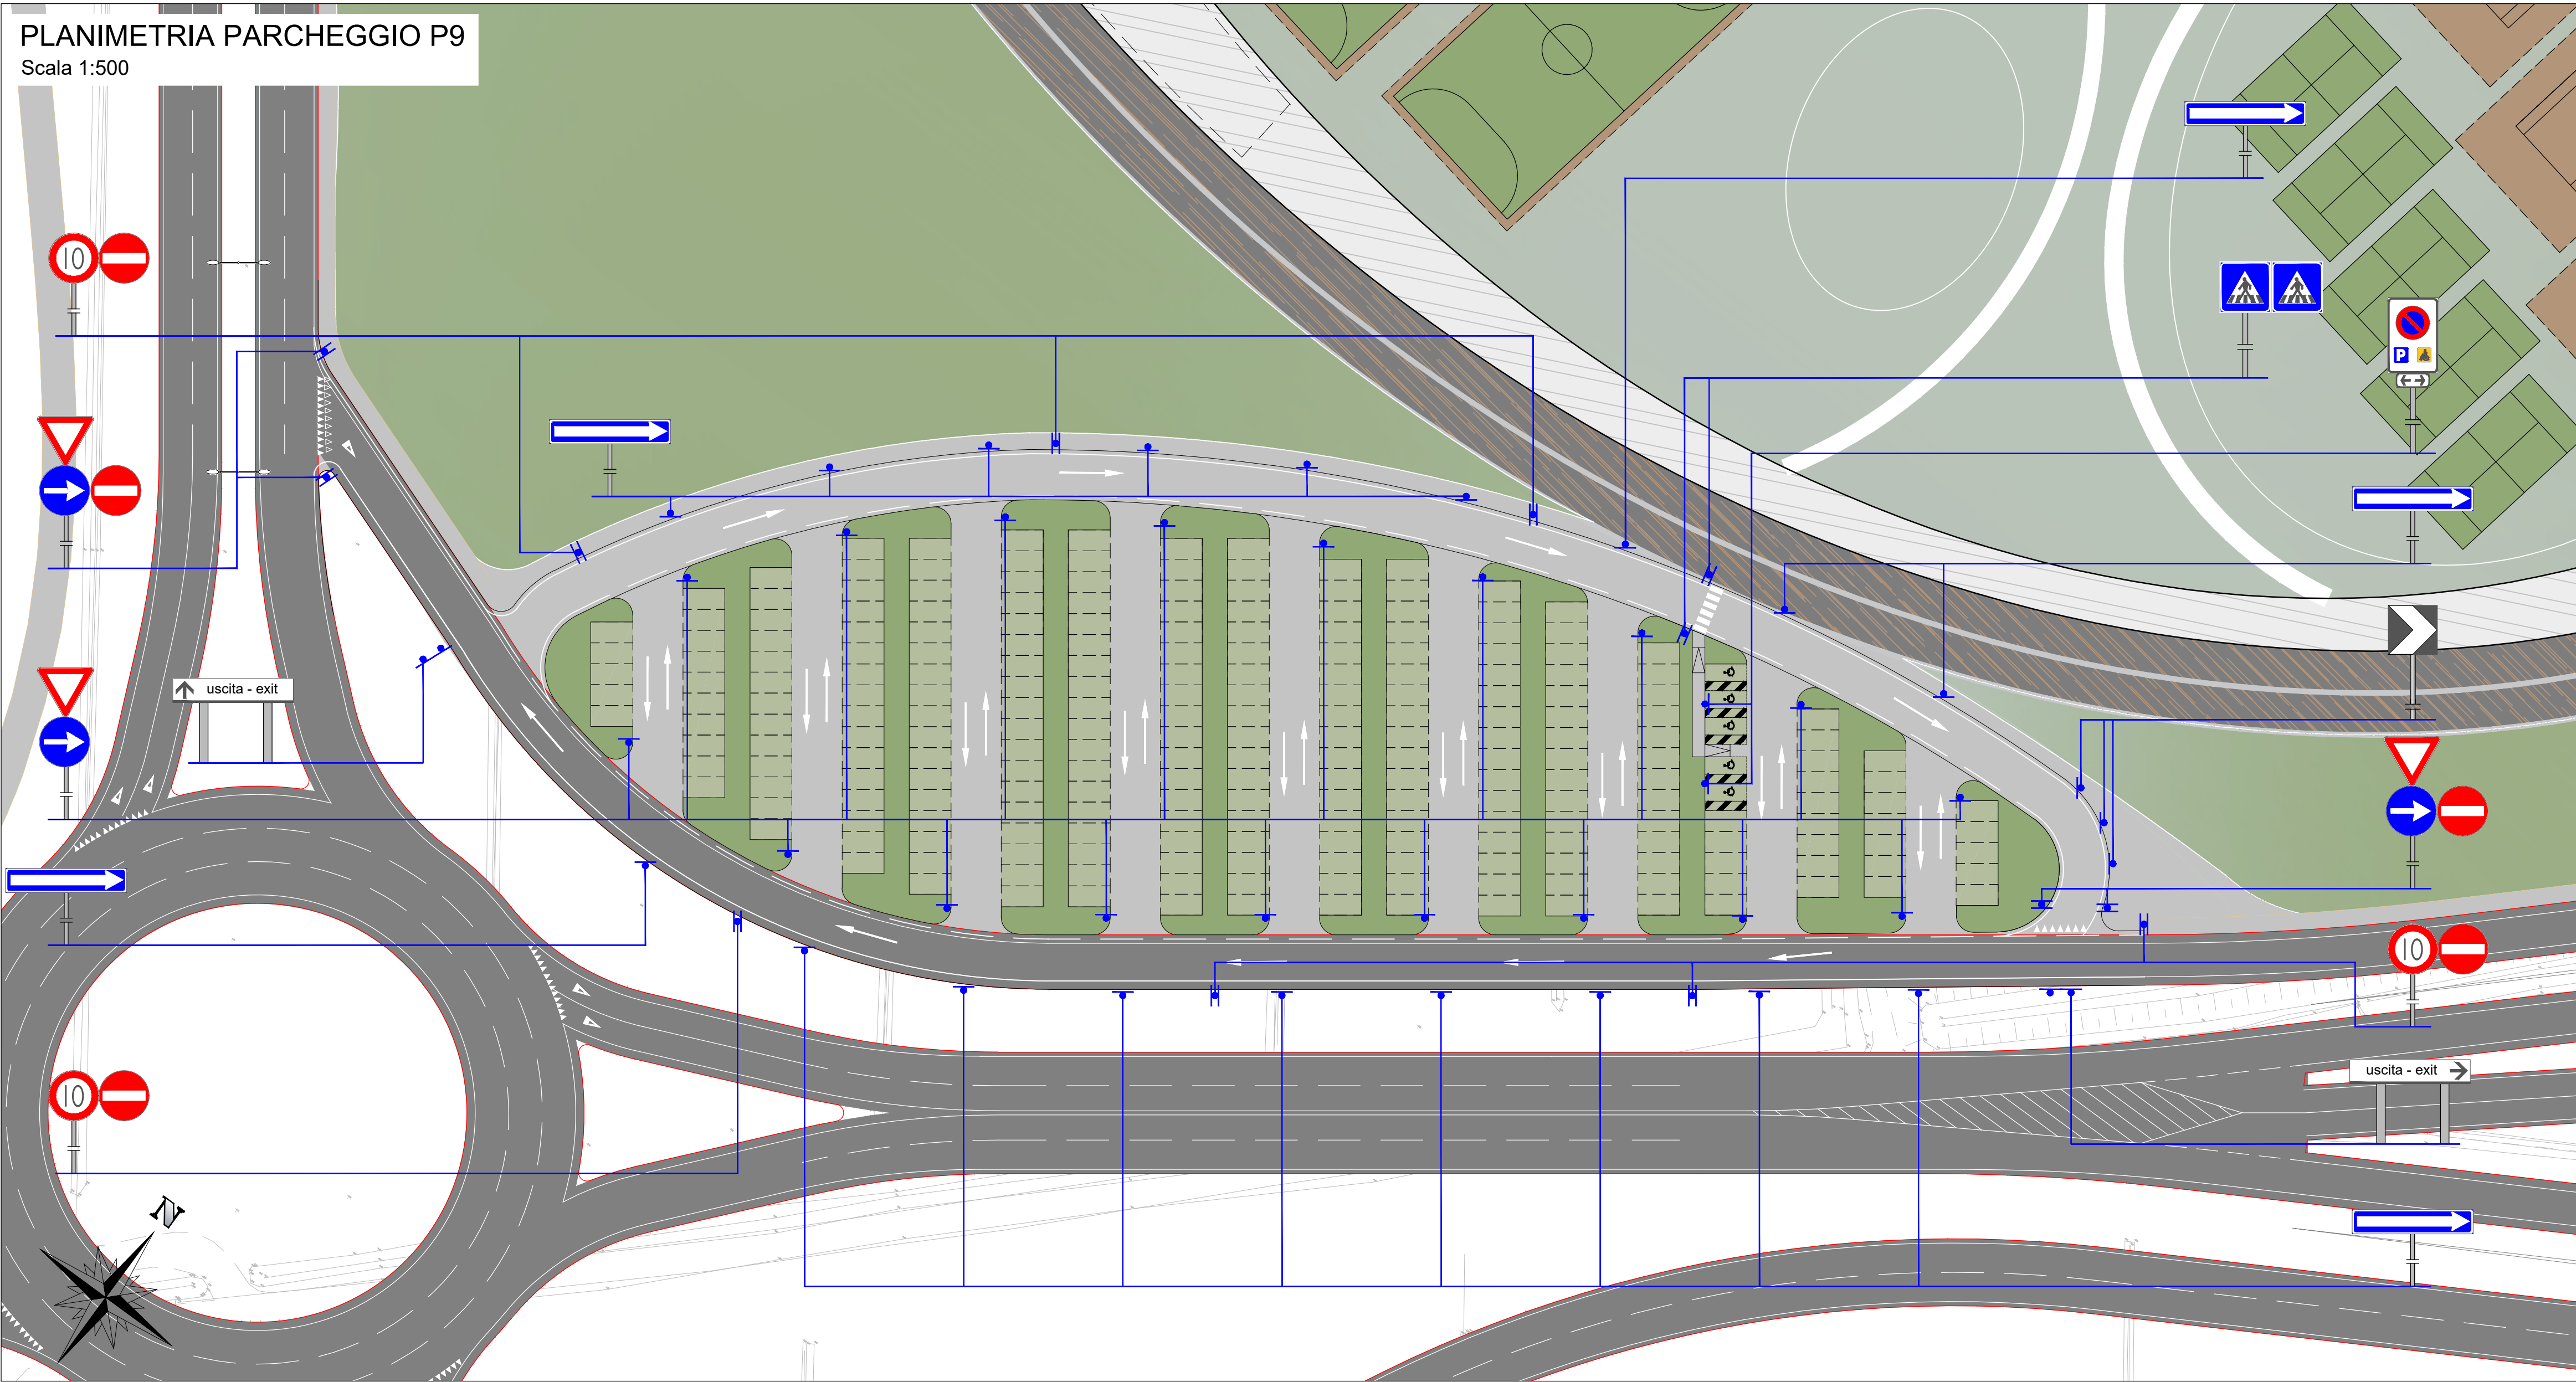 PLANIMETRIA PARCHEGGIO P9
Scala 1:500
10
P
uscita - exit
10
uscita - exit
10
N